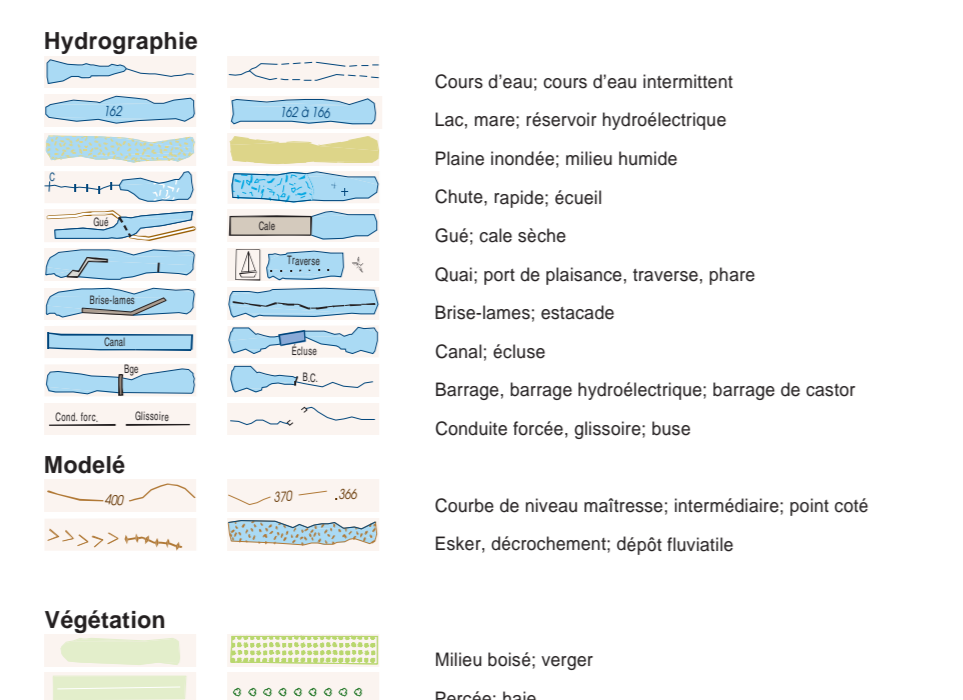 Hydrographie
Cours d'eau; cours d'eau intermittent
162 162 à 166 Lac, mare; réservoir hydroélectrique
Plaine inondée; milieu humide
C Chute, rapide; écueil
Gué Cale Gué; cale sèche
Traverse Quai; port de plaisance, traverse, phare
Brise-lames Brise-lames; estacade
Canal Écluse Canal; écluse
Bge B.C. Barrage, barrage hydroélectrique; barrage de castor
Cond. forc. Glissoire Conduite forcée, glissoire; buse
Modelé
400 370 .366 Courbe de niveau maîtresse; intermédiaire; point coté
Esker, décrochement; dépôt fluviatile
Végétation
Milieu boisé; verger
Percée; haie